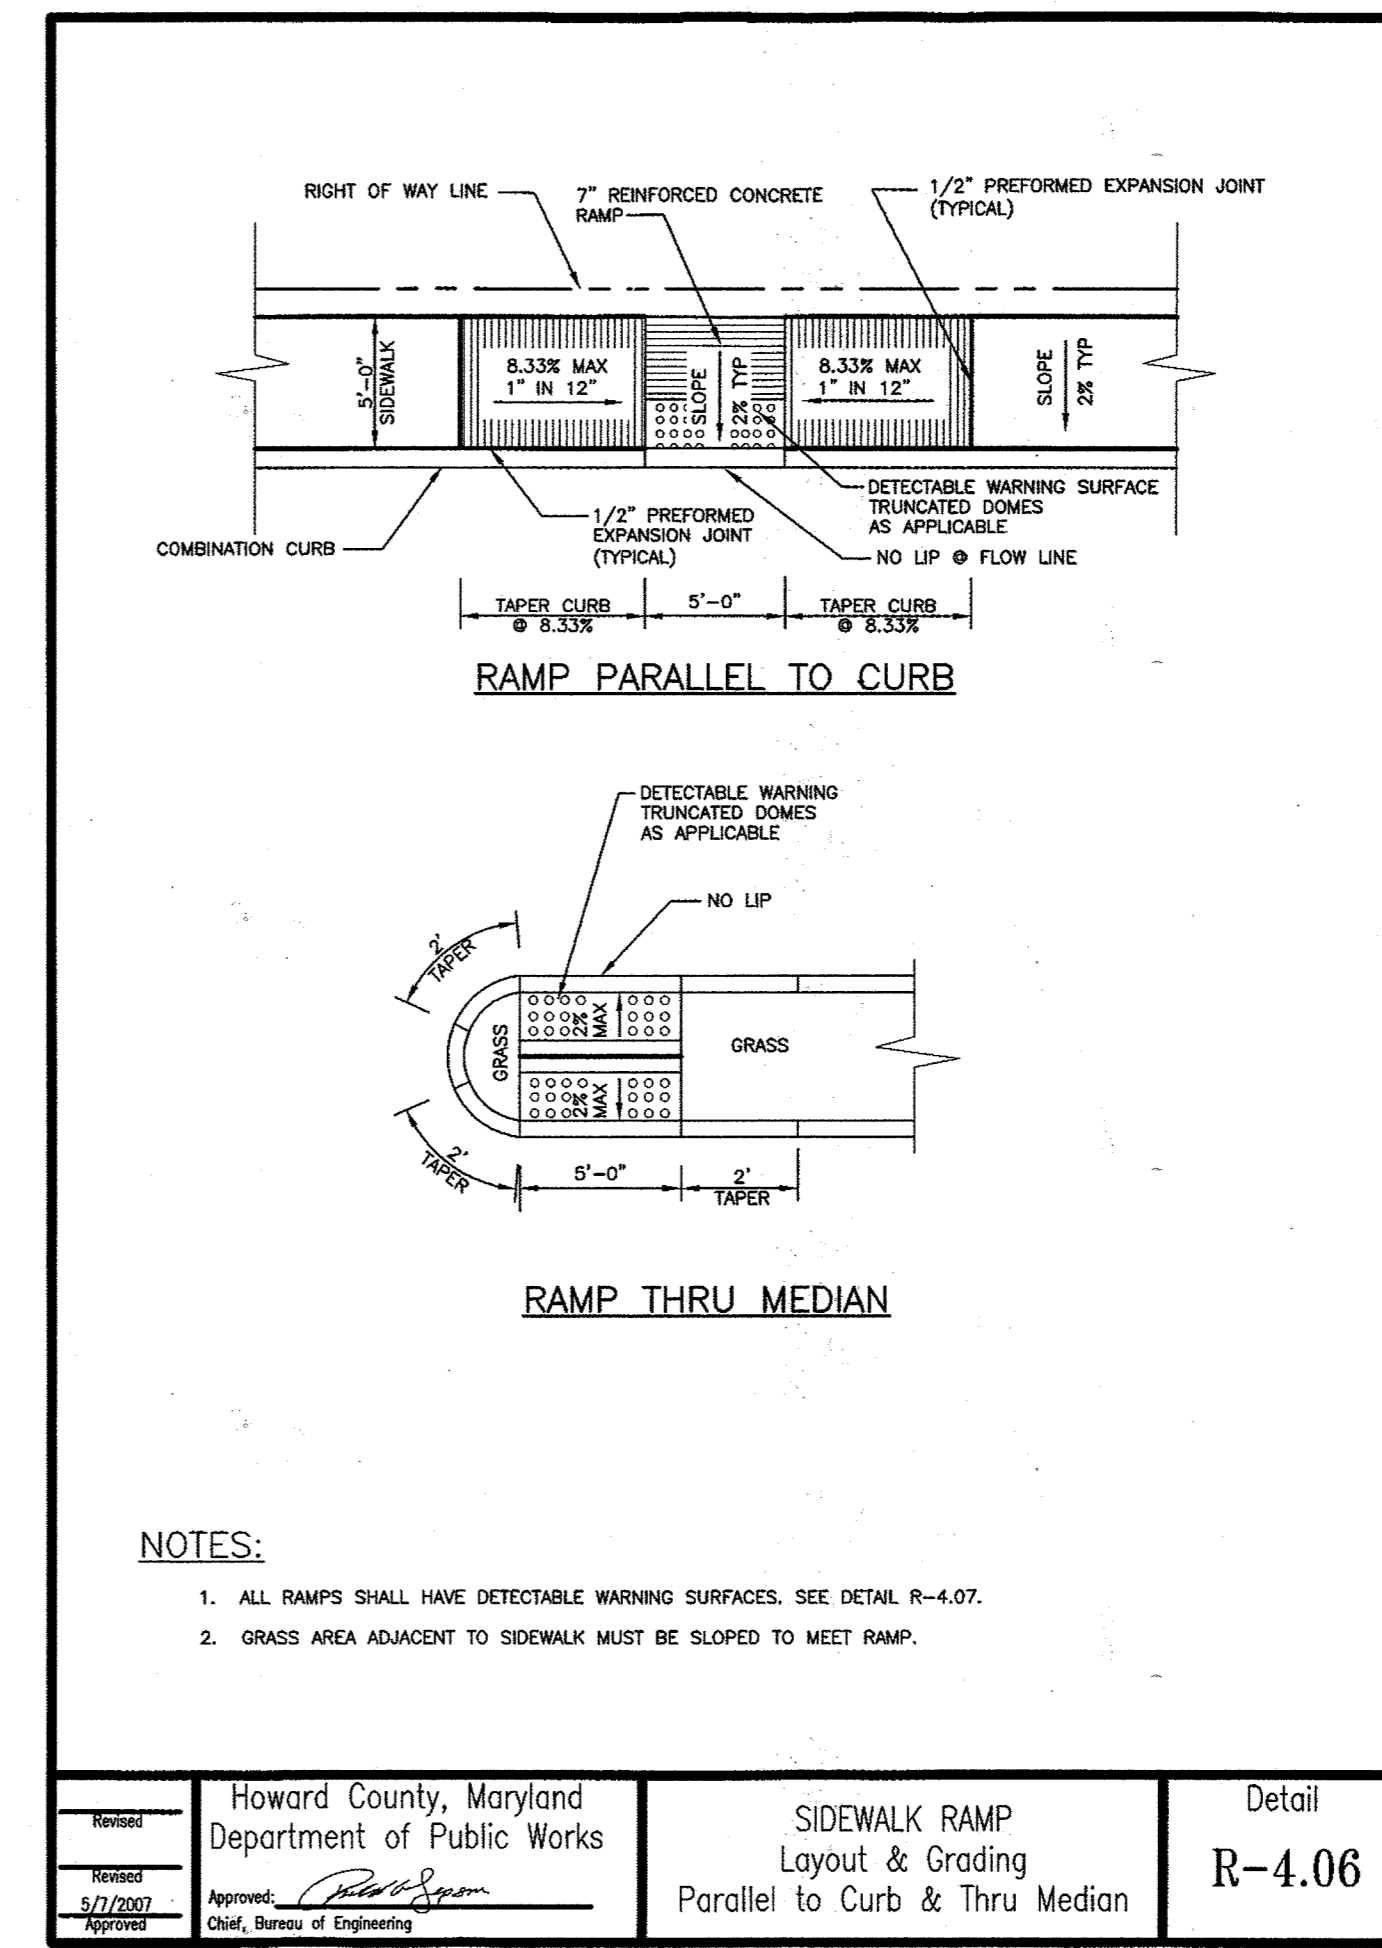 RIGHT OF WAY LINE
7" REINFORCED CONCRETE
RAMP
1/2" PREFORMED EXPANSION JOINT
(TYPICAL)
5'-0"
SIDEWALK
8.33% MAX
1" IN 12"
SLOPE
2% TYP
8.33% MAX
1" IN 12"
SLOPE
2% TYP
DETECTABLE WARNING SURFACE
TRUNCATED DOMES
AS APPLICABLE
1/2" PREFORMED
EXPANSION JOINT
(TYPICAL)
COMBINATION CURB
NO LIP @ FLOW LINE
TAPER CURB
@ 8.33%
5'-0"
TAPER CURB
@ 8.33%
RAMP PARALLEL TO CURB
DETECTABLE WARNING
TRUNCATED DOMES
AS APPLICABLE
NO LIP
2'
TAPER
2%
MAX
GRASS
GRASS
2%
MAX
2'
TAPER
5'-0"
2'
TAPER
RAMP THRU MEDIAN
NOTES:
1. ALL RAMPS SHALL HAVE DETECTABLE WARNING SURFACES. SEE DETAIL R-4.07.
2. GRASS AREA ADJACENT TO SIDEWALK MUST BE SLOPED TO MEET RAMP.
Revised
Revised
5/7/2007
Approved
Howard County, Maryland
Department of Public Works
Approved:
Chief, Bureau of Engineering
SIDEWALK RAMP
Layout & Grading
Parallel to Curb & Thru Median
Detail
R-4.06